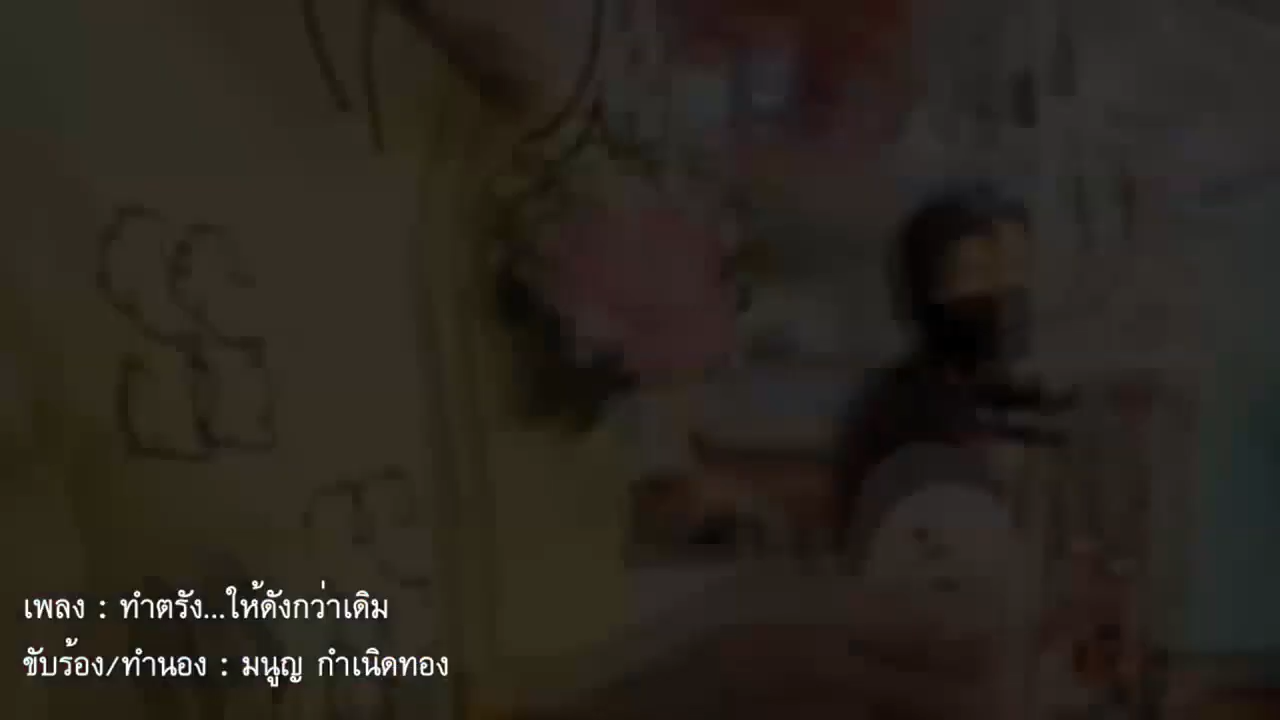 เพลง : ทำตรัง...ให้ดังกว่าเดิม
ขับร้อง/ทำนอง : มนูญ กำเนิดทอง